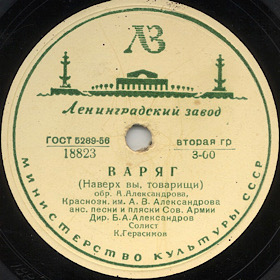 ЛЗ
Ленинградский завод
ГОСТ 5289-56 вторая гр
18823 3-00
ВАРЯГ
(Наверх вы, товарищи)
обр. А.Александрова
Краснозн. им. А. В. Александрова
анс. песни и пляски Сов. Армии
Дир. Б.А.Александров
Солист
К.Герасимов
МИНИСТЕРСТВО КУЛЬТУРЫ СССР